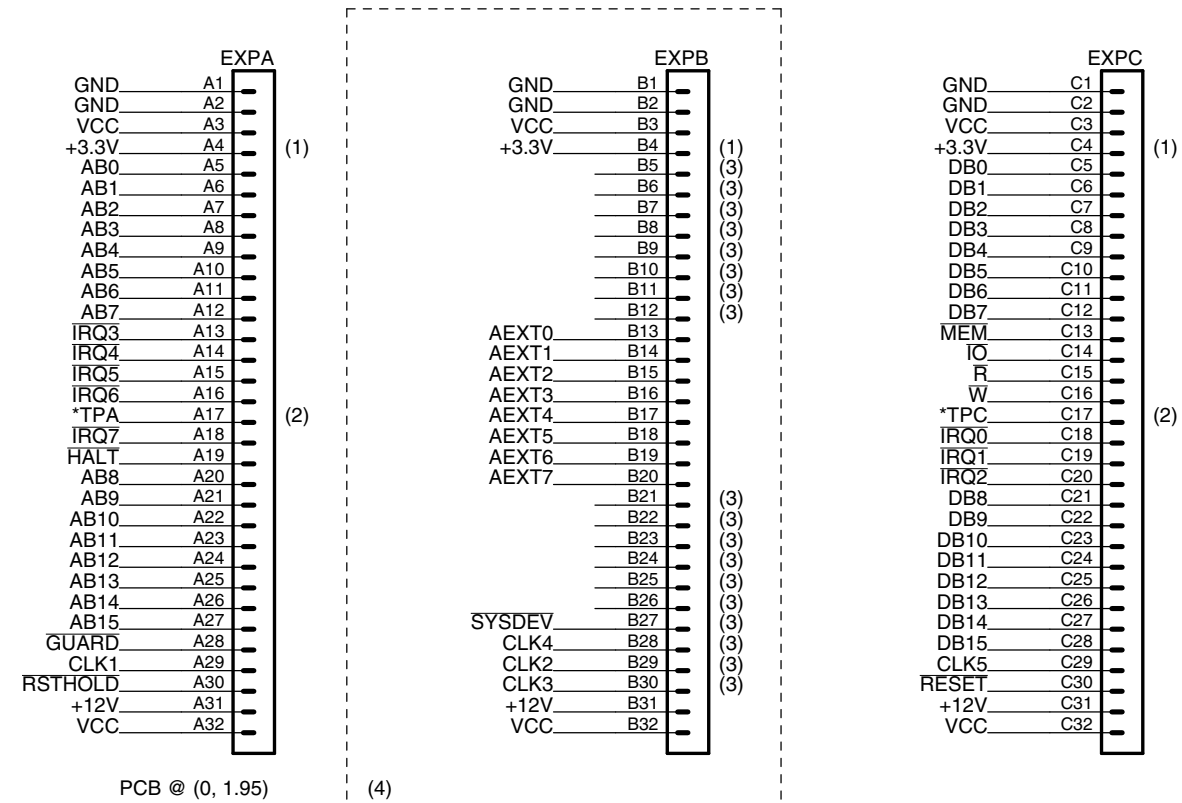 EXPA
GND A1
GND A2
VCC A3
+3.3V A4 (1)
AB0 A5
AB1 A6
AB2 A7
AB3 A8
AB4 A9
AB5 A10
AB6 A11
AB7 A12
IRQ3 A13
IRQ4 A14
IRQ5 A15
IRQ6 A16
*TPA A17 (2)
IRQ7 A18
HALT A19
AB8 A20
AB9 A21
AB10 A22
AB11 A23
AB12 A24
AB13 A25
AB14 A26
AB15 A27
GUARD A28
CLK1 A29
RSTHOLD A30
+12V A31
VCC A32
PCB @ (0, 1.95)
EXPB
GND B1
GND B2
VCC B3
+3.3V B4 (1)
B5 (3)
B6 (3)
B7 (3)
B8 (3)
B9 (3)
B10 (3)
B11 (3)
B12 (3)
AEXT0 B13
AEXT1 B14
AEXT2 B15
AEXT3 B16
AEXT4 B17
AEXT5 B18
AEXT6 B19
AEXT7 B20
B21 (3)
B22 (3)
B23 (3)
B24 (3)
B25 (3)
B26 (3)
SYSDEV B27 (3)
CLK4 B28 (3)
CLK2 B29 (3)
CLK3 B30 (3)
+12V B31
VCC B32
(4)
EXPC
GND C1
GND C2
VCC C3
+3.3V C4 (1)
DB0 C5
DB1 C6
DB2 C7
DB3 C8
DB4 C9
DB5 C10
DB6 C11
DB7 C12
MEM C13
IO C14
R C15
W C16
*TPC C17 (2)
IRQ0 C18
IRQ1 C19
IRQ2 C20
DB8 C21
DB9 C22
DB10 C23
DB11 C24
DB12 C25
DB13 C26
DB14 C27
DB15 C28
CLK5 C29
RESET C30
+12V C31
VCC C32